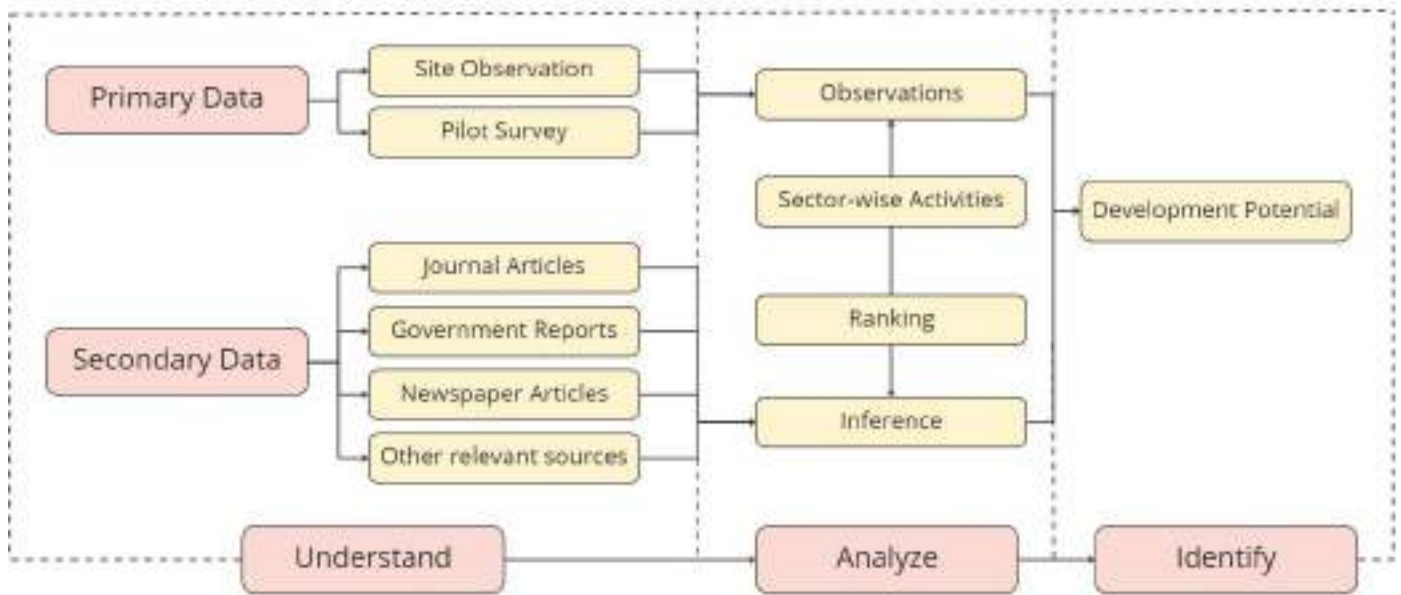 Primary Data
Site Observation
Pilot Survey
Secondary Data
Journal Articles
Government Reports
Newspaper Articles
Other relevant sources
Observations
Sector-wise Activities
Ranking
Inference
Development Potential
Understand
Analyze
Identify